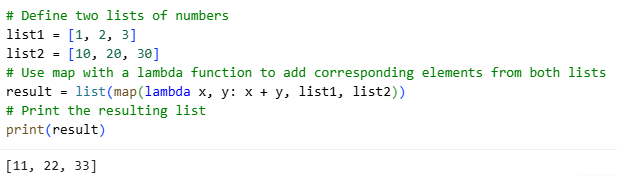 # Define two lists of numbers
list1 = [1, 2, 3]
list2 = [10, 20, 30]
# Use map with a lambda function to add corresponding elements from both lists
result = list(map(lambda x, y: x + y, list1, list2))
# Print the resulting list
print(result)
[11, 22, 33]